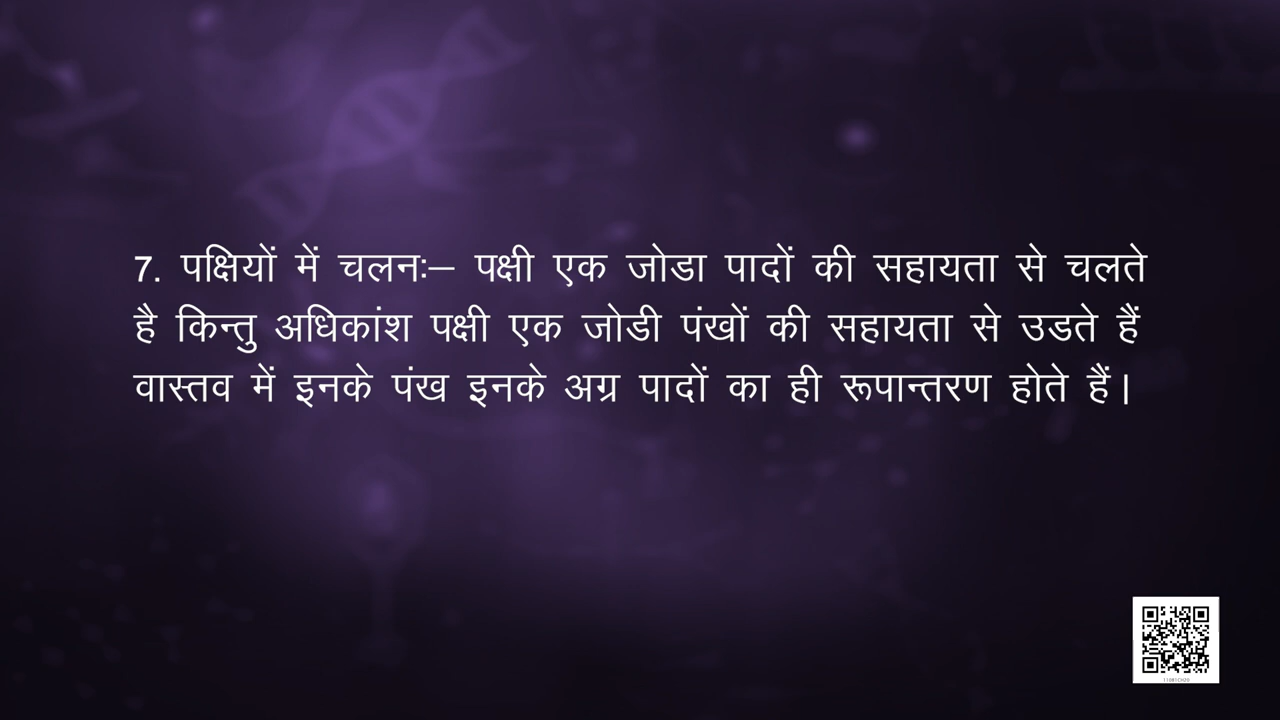 7. पक्षियों में चलनः– पक्षी एक जोडा पादों की सहायता से चलते
है किन्तु अधिकांश पक्षी एक जोडी पंखों की सहायता से उडते हैं
वास्तव में इनके पंख इनके अग्र पादों का ही रूपान्तरण होते हैं।